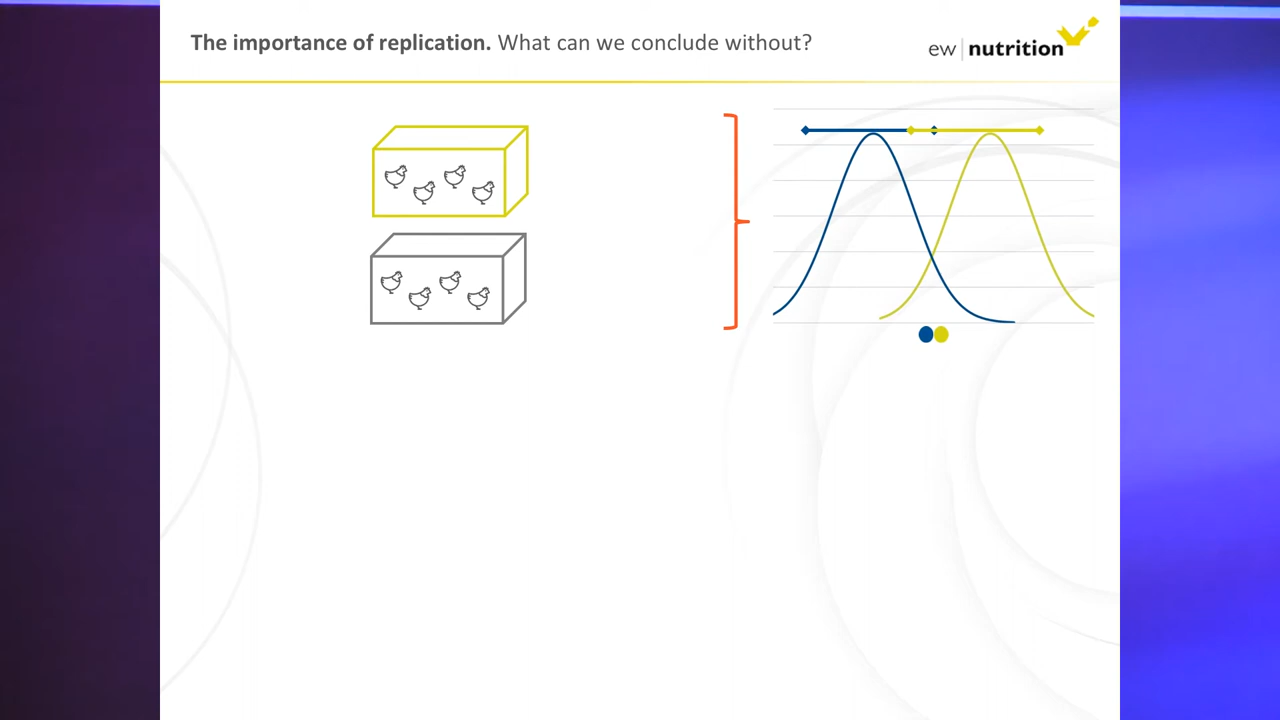 The importance of replication. What can we conclude without?
ew nutrition